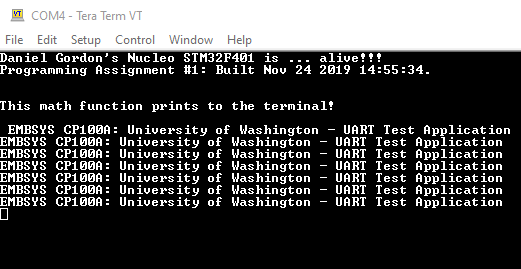 COM4 - Tera Term VT
File Edit Setup Control Window Help
Daniel Gordon's Nucleo STM32F401 is ... alive!!!
Programming Assignment #1: Built Nov 24 2019 14:55:34.
This math function prints to the terminal!
EMBSYS CP100A: University of Washington - UART Test Application
EMBSYS CP100A: University of Washington - UART Test Application
EMBSYS CP100A: University of Washington - UART Test Application
EMBSYS CP100A: University of Washington - UART Test Application
EMBSYS CP100A: University of Washington - UART Test Application
EMBSYS CP100A: University of Washington - UART Test Application
EMBSYS CP100A: University of Washington - UART Test Application